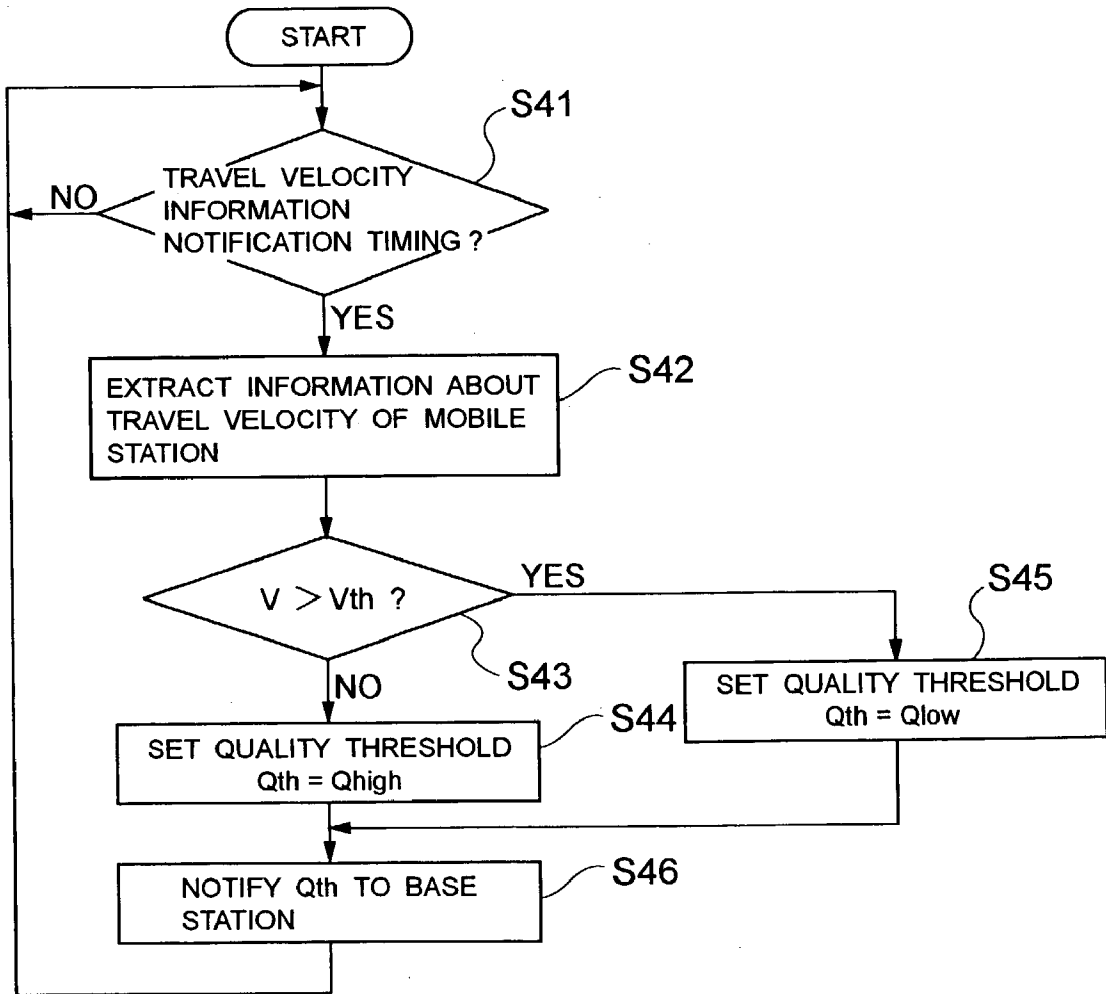 START
S41
NO
TRAVEL VELOCITY
INFORMATION
NOTIFICATION TIMING ?
YES
S42
EXTRACT INFORMATION ABOUT
TRAVEL VELOCITY OF MOBILE
STATION
V > Vth ?
YES
S45
S43
NO
SET QUALITY THRESHOLD
Qth = Qlow
S44
SET QUALITY THRESHOLD
Qth = Qhigh
S46
NOTIFY Qth TO BASE
STATION